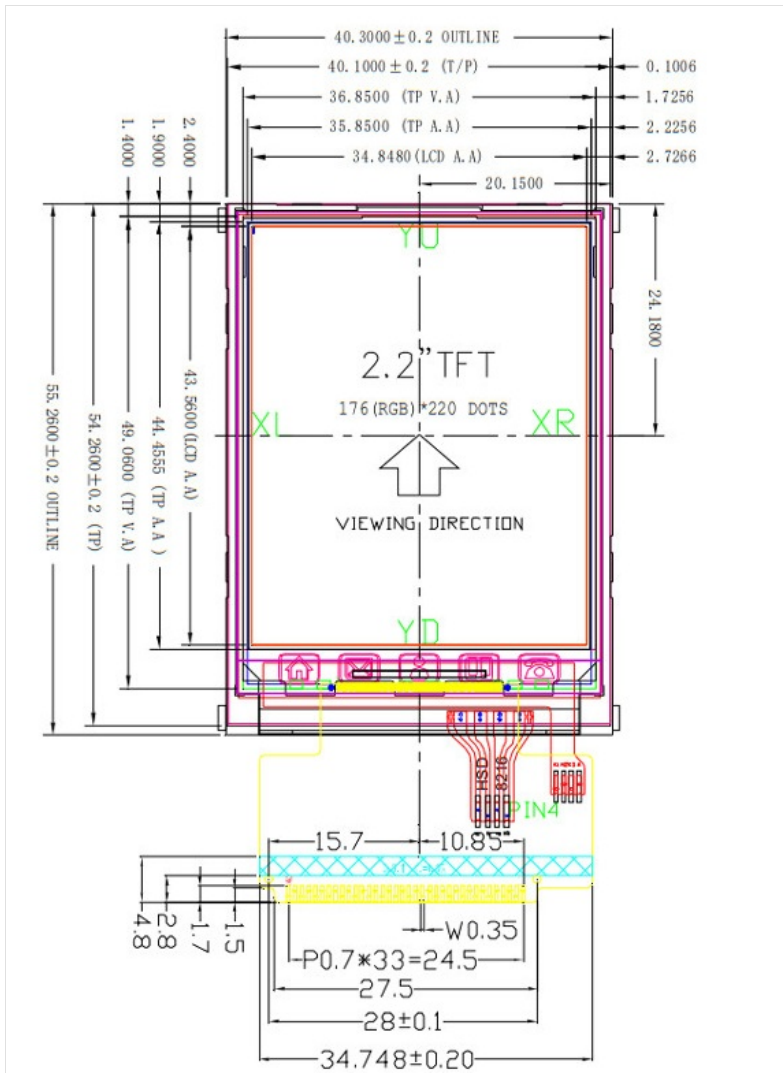 40.3000±0.2 OUTLINE
40.1000±0.2 (T/P)
0.1006
36.8500 (TP V.A)
1.7256
35.8500 (TP A.A)
2.2256
34.8480(LCD A.A)
2.7266
20.1500
2.4000
1.9000
1.4000
24.1800
YU
2.2”TFT
176(RGB)*220 DOTS
XL
XR
VIEWING DIRECTION
YD
43.5600(LCD A.A)
44.4555 (TP A.A )
49.0600 (TP V.A)
54.2600±0.2 (TP)
55.2600±0.2 OUTLINE
HSD
8216
PIN4
15.7
10.85
4.8
2.8
1.7
1.5
W0.35
P0.7*33=24.5
27.5
28±0.1
34.748±0.20